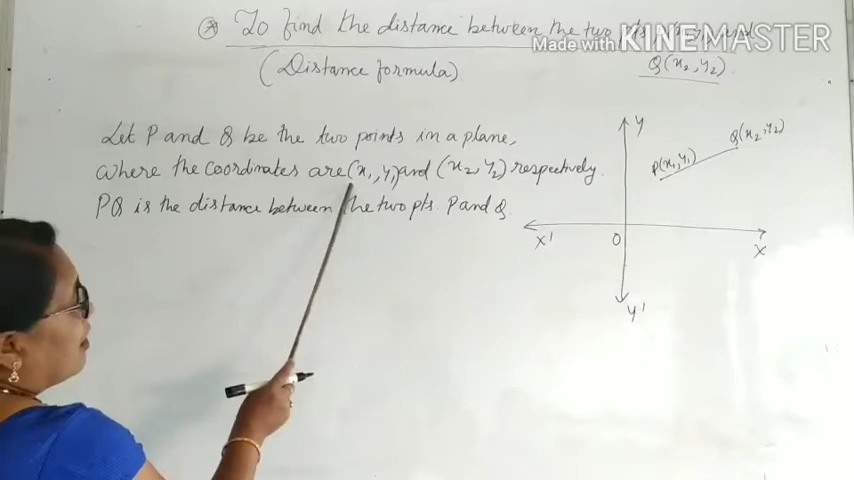 * To find the distance between the two pts and
Made with KINEMASTER
(Distance formula). Q(x₂, y₂).
Let P and Q be the two points in a plane,
where the coordinates are (x₁, y₁) and (x₂, y₂) respectively.
PQ is the distance between the two pts. P and Q.
Y
P(x₁, y₁)
Q(x₂, y₂)
X'
O
X
Y'